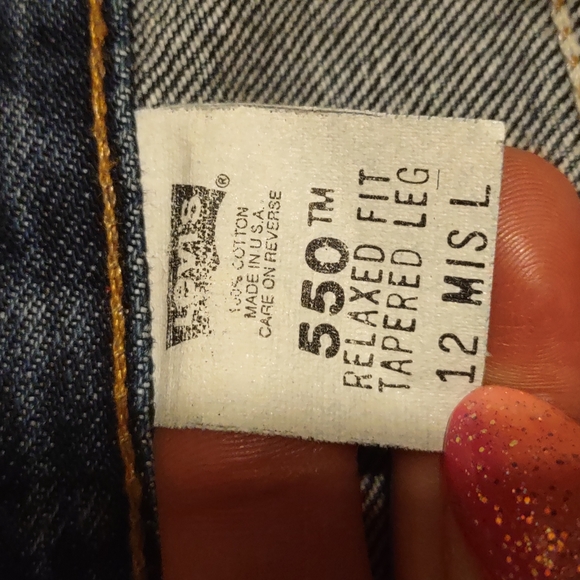 LEVI'S ®
100% COTTON
MADE IN U.S.A.
CARE ON REVERSE
550™
RELAXED FIT
TAPERED LEG
12 MIS L